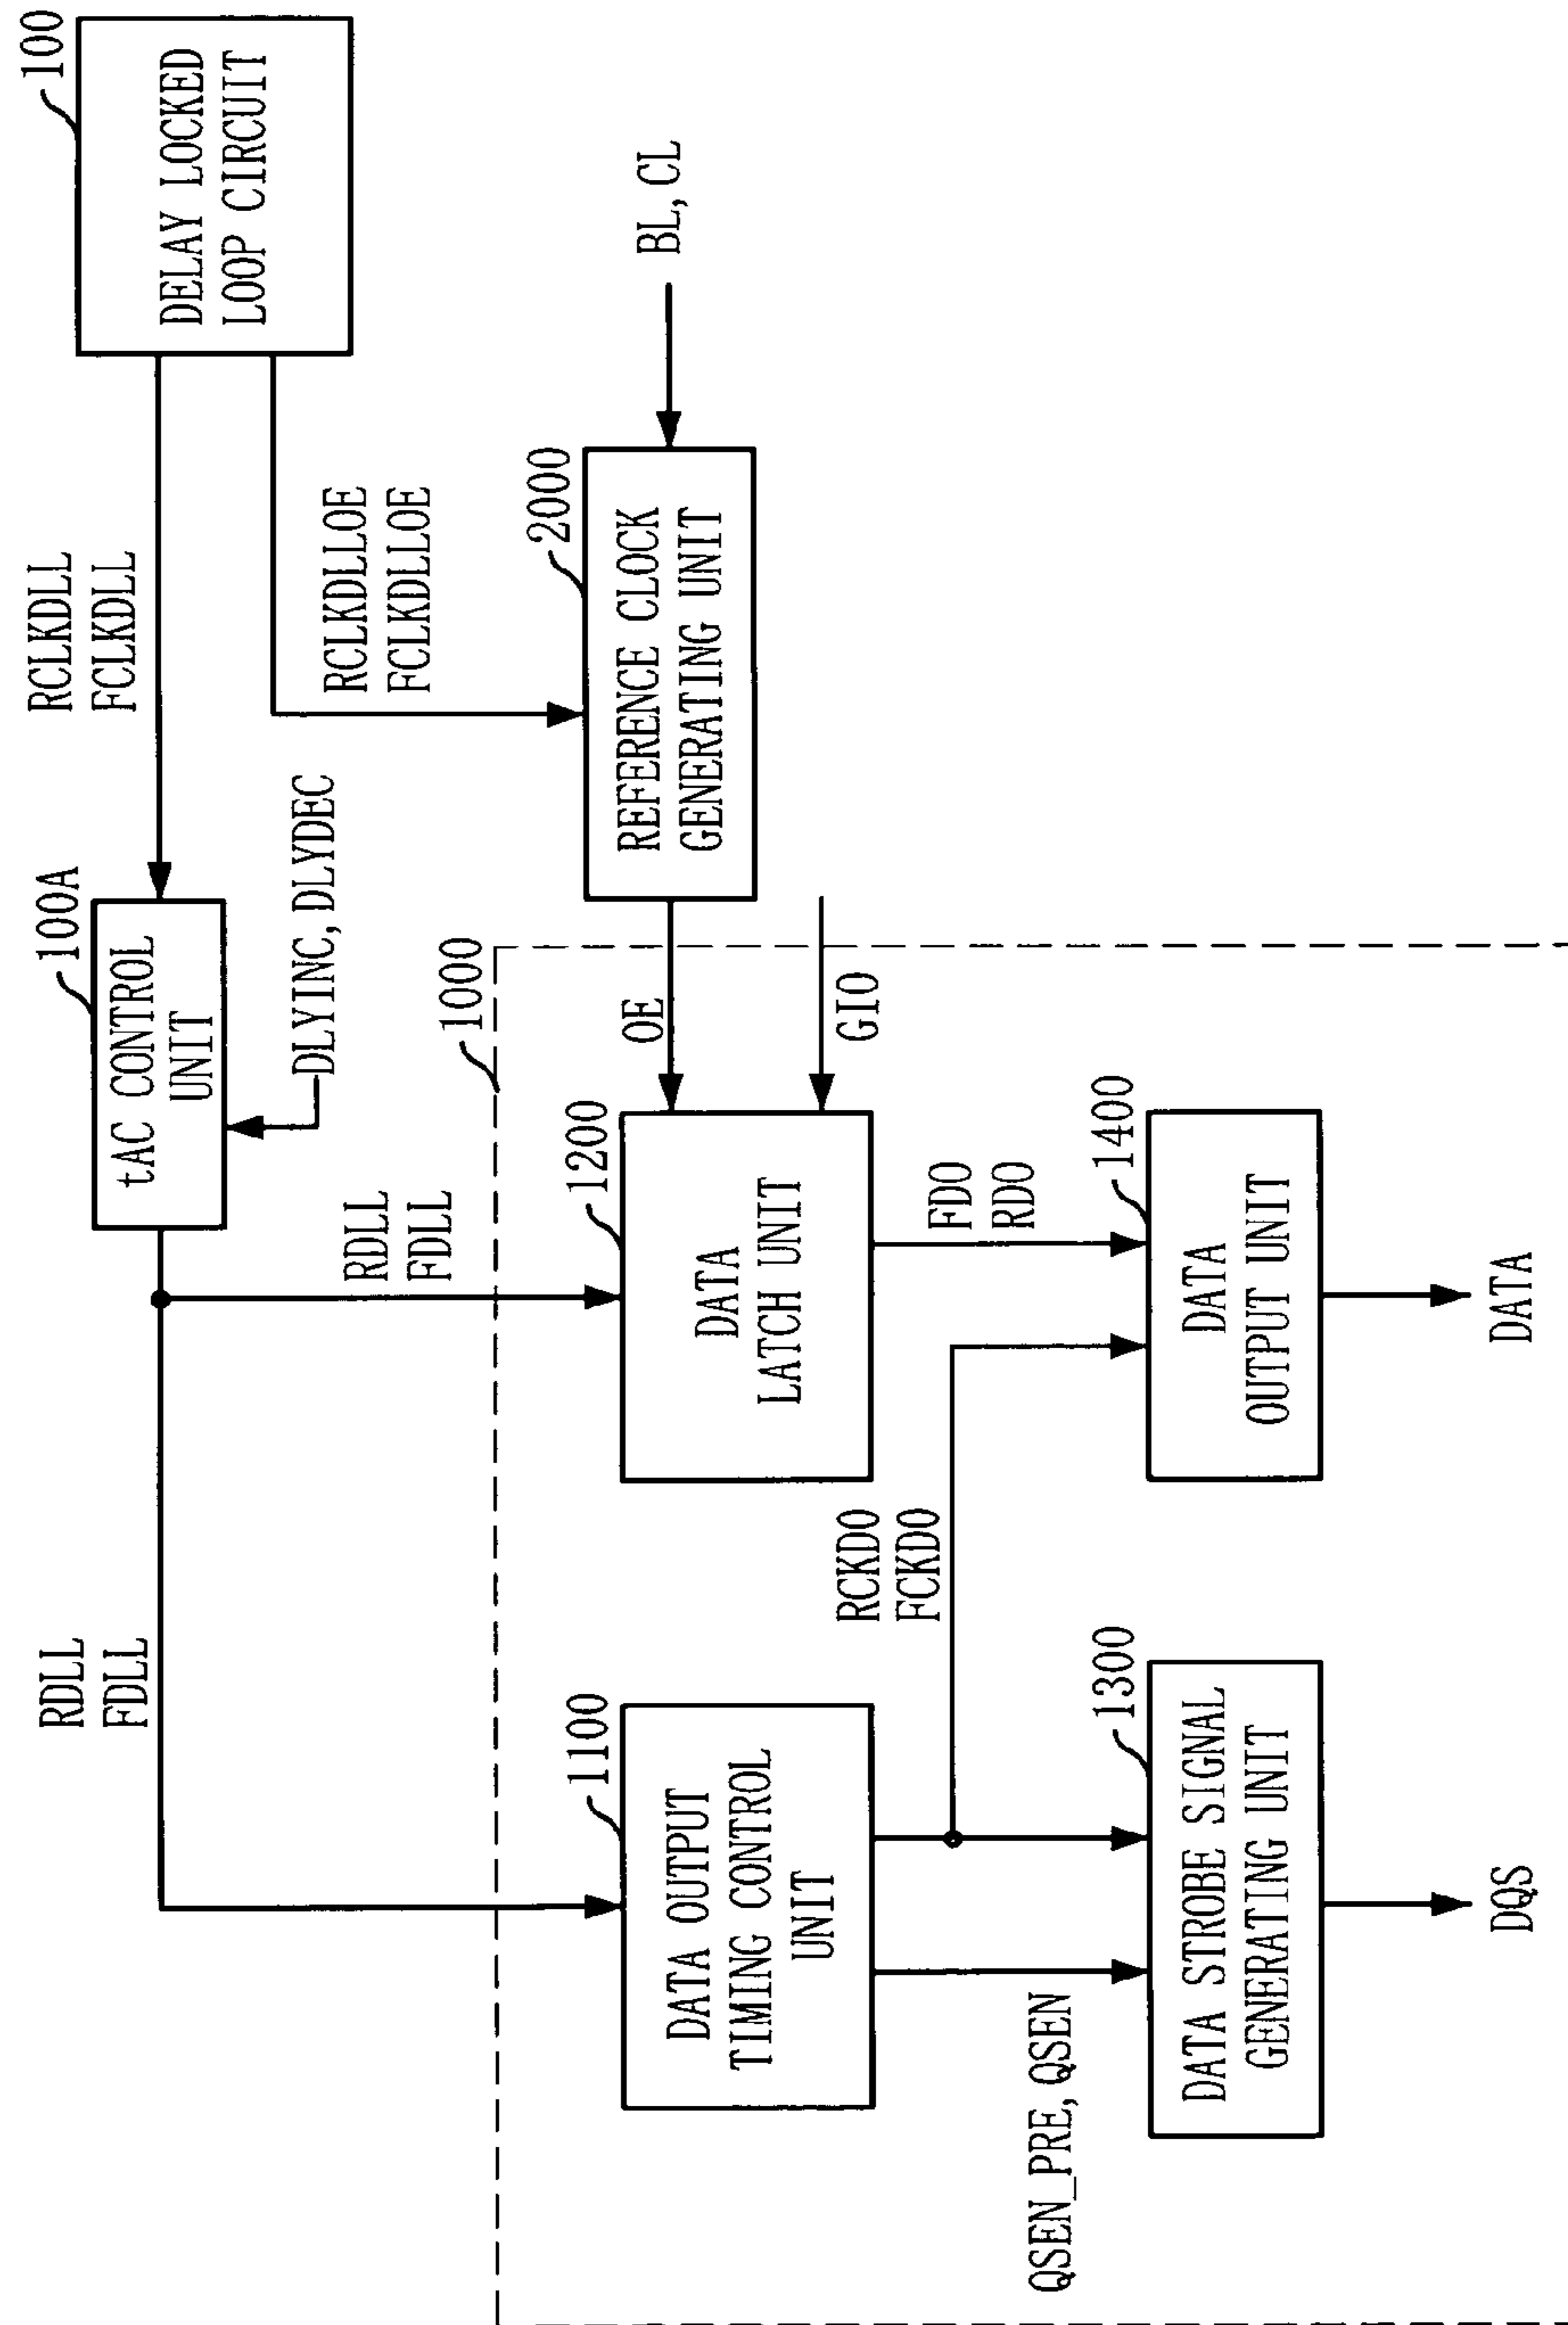 100
DELAY LOCKED
LOOP CIRCUIT
RCLKDLL
FCLKDLL
RCLKDLLOE
FCLKDLLOE
BL, CL
2000
REFERENCE CLOCK
GENERATING UNIT
100A
tAC CONTROL
UNIT
DLYINC, DLYDEC
1000
OE
GIO
RDLL
FDLL
1200
DATA
LATCH UNIT
FDO
RDO
1400
DATA
OUTPUT UNIT
DATA
RDLL
FDLL
1100
DATA OUTPUT
TIMING CONTROL
UNIT
RCKDO
FCKDO
QSEN_PRE, QSEN
1300
DATA STROBE SIGNAL
GENERATING UNIT
DQS